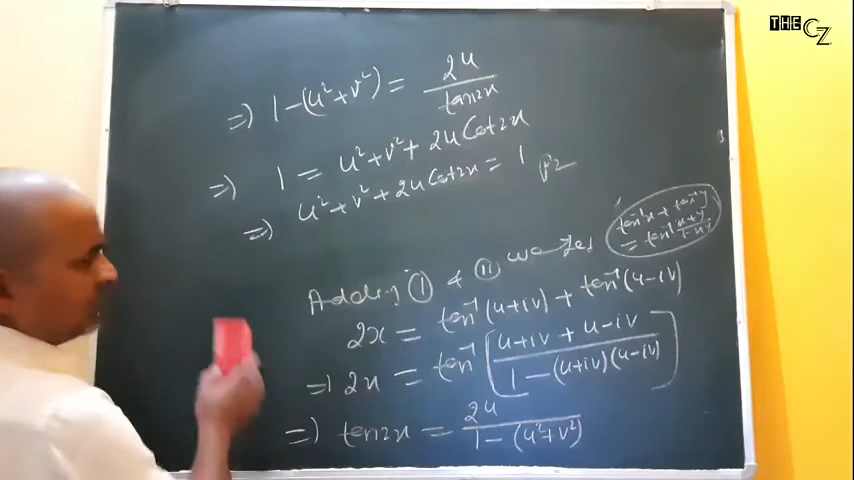 THE CZ
⇒) 1 - (u² + v²) = 2u / tan2x
⇒) 1 = u² + v² + 2u Cot2x
⇒) u² + v² + 2u Cot2x = 1
tan⁻¹x + tan⁻¹y
= tan⁻¹ x+y / 1-xy
Adding (I) & (II) we get
2x = tan⁻¹(u+iv) + tan⁻¹(u-iv)
⇒) 2x = tan⁻¹ [ u+iv + u-iv / 1 - (u+iv)(u-iv) ]
⇒) tan2x = 2u / 1 - (u² + v²)